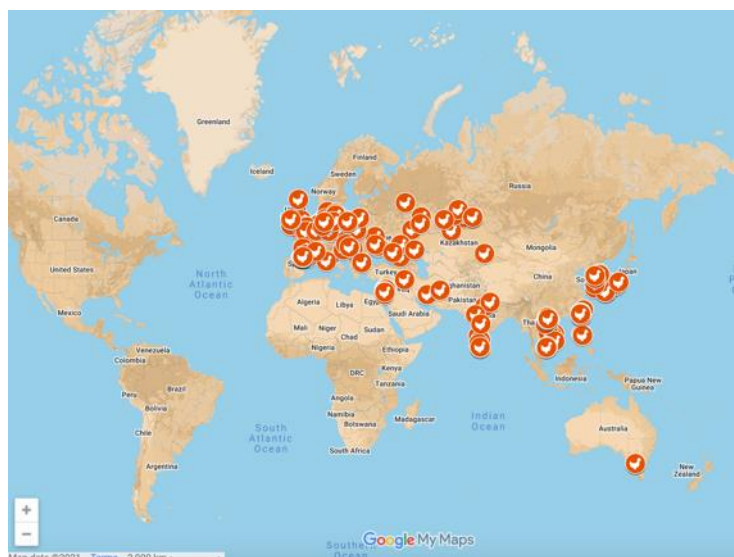 Greenland
Iceland
Finland
Sweden
Norway
Russia
Canada
Kazakhstan
Mongolia
United States
North
Atlantic
Ocean
Turkey
China
Japan
Mexico
Algeria
Libya
Saudi Arabia
Pakistan
Mali
Niger
Chad
Sudan
Nigeria
Ethiopia
Venezuela
Colombia
DRC
Kenya
Tanzania
Indonesia
Papua New
Guinea
Peru
Brazil
Bolivia
Angola
Namibia
Botswana
Madagascar
Indian
Ocean
South
Atlantic
Ocean
Chile
South Africa
Australia
Argentina
New
Zealand
+
−
Google My Maps